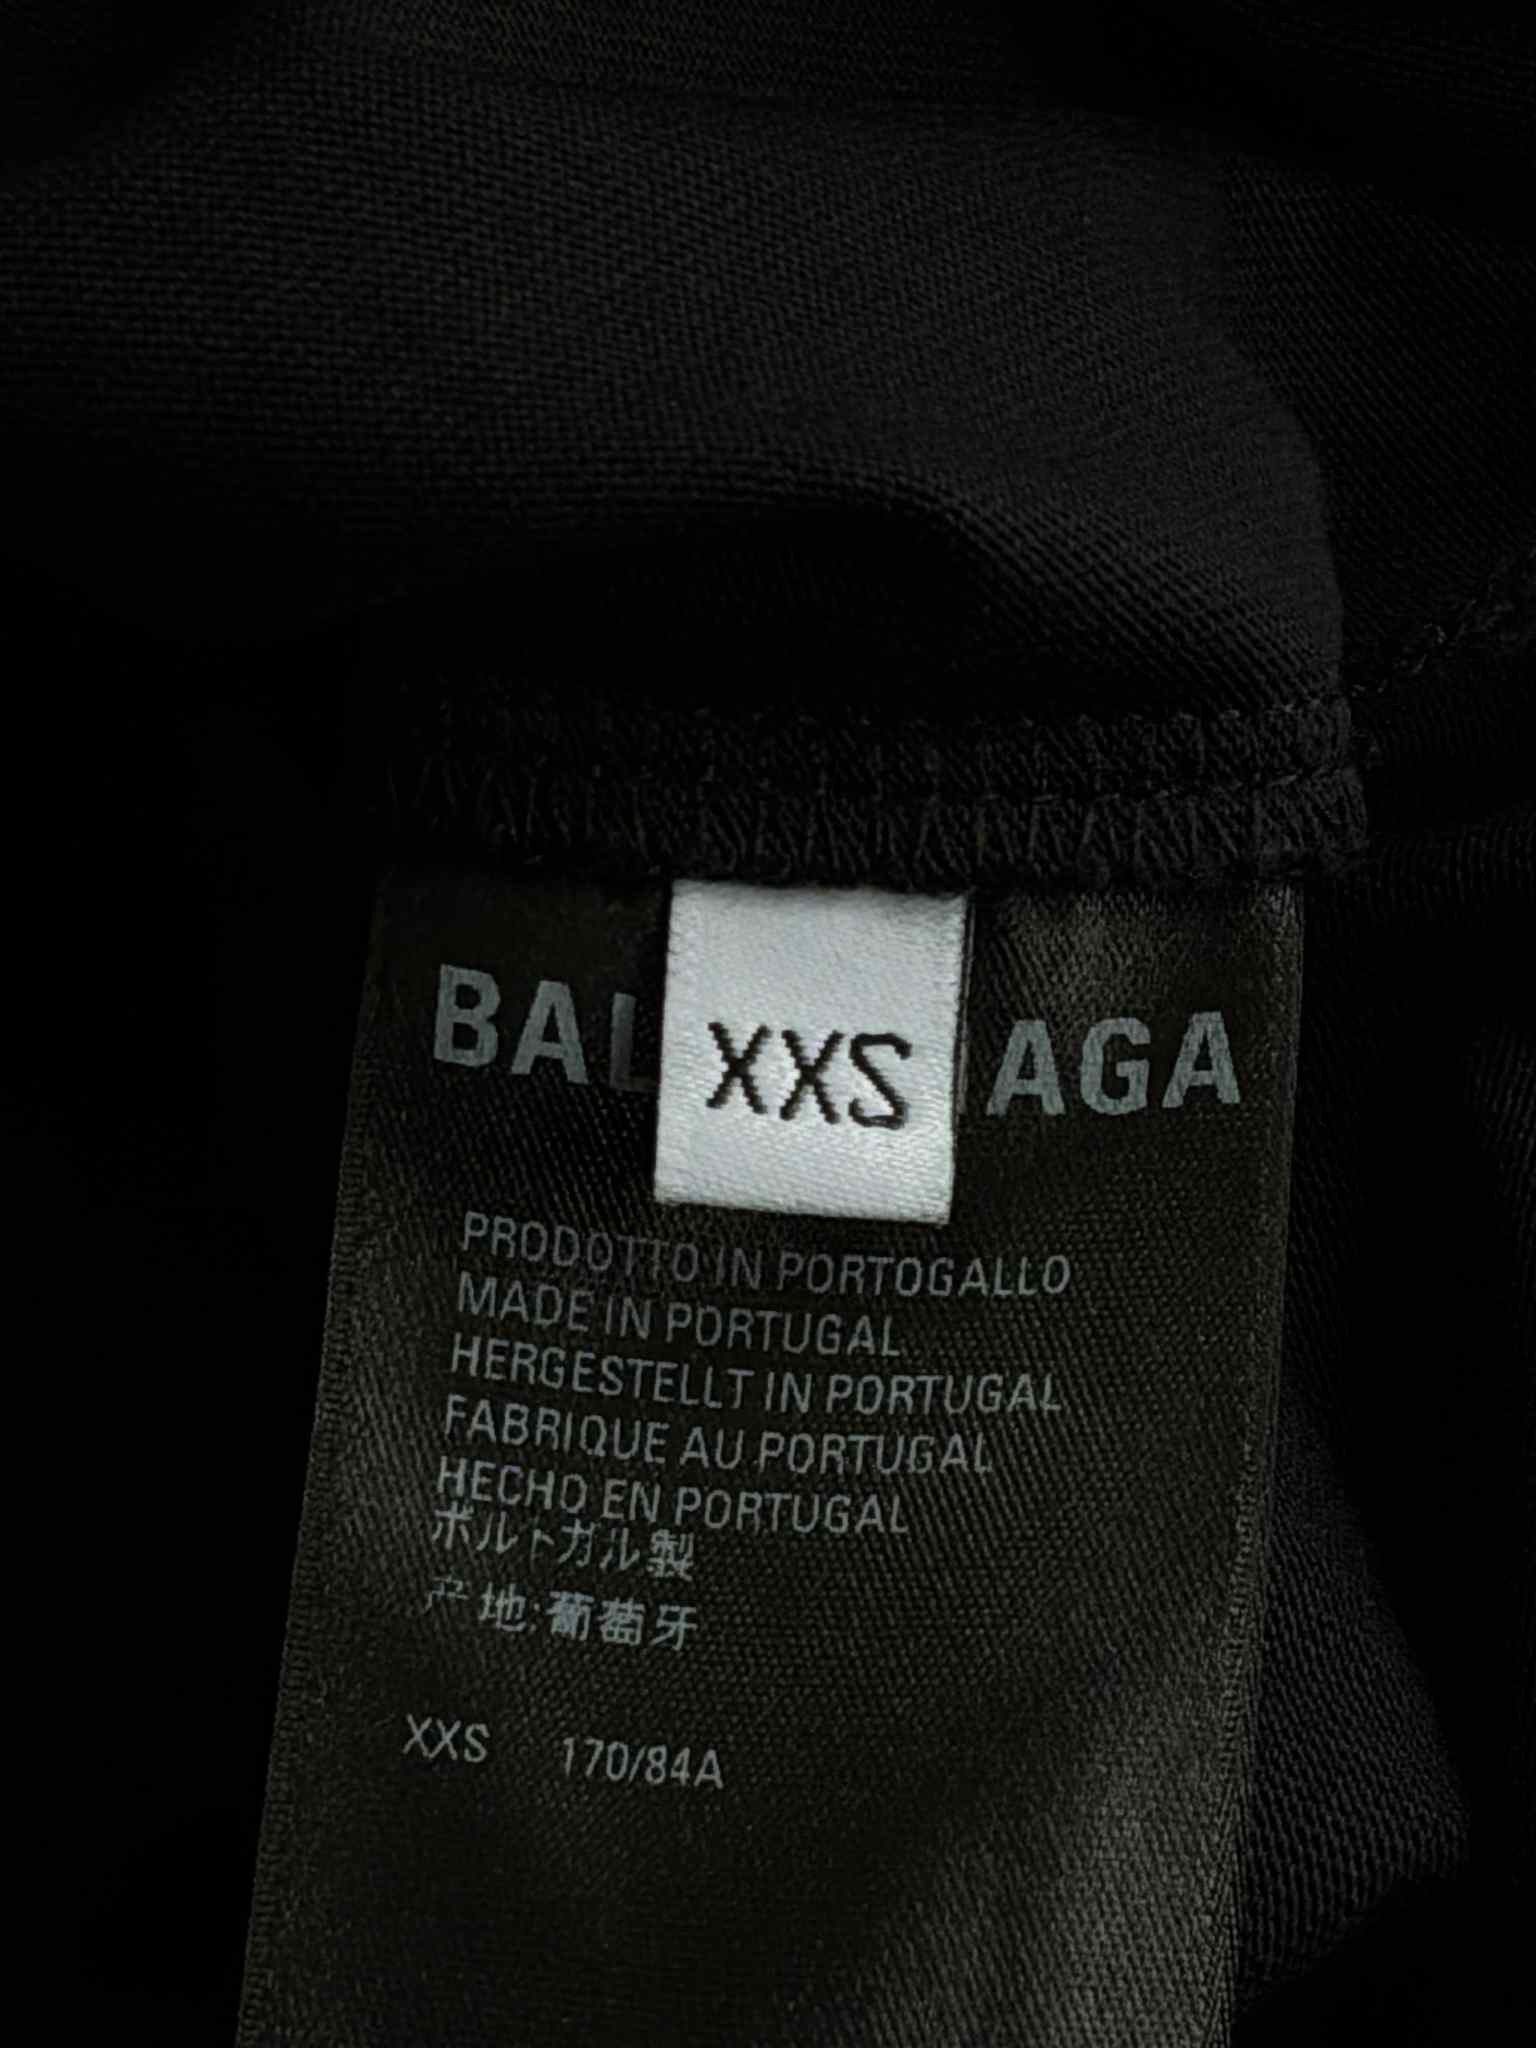 BAL AGA
XXS
PRODOTTO IN PORTOGALLO
MADE IN PORTUGAL
HERGESTELLT IN PORTUGAL
FABRIQUE AU PORTUGAL
HECHO EN PORTUGAL
ポルトガル製
产地:葡萄牙
XXS 170/84A